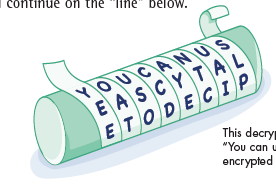 continue on the “line” below.
YOUCANUS
EASCYTAL
ETODECIP
This decryp
“You can u
encrypted